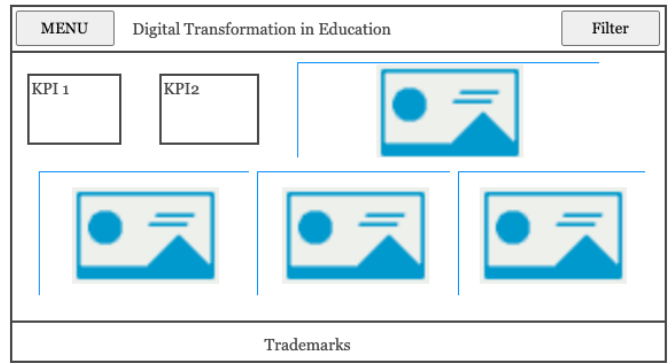 MENU
Digital Transformation in Education
Filter
KPI 1
KPI2
Trademarks